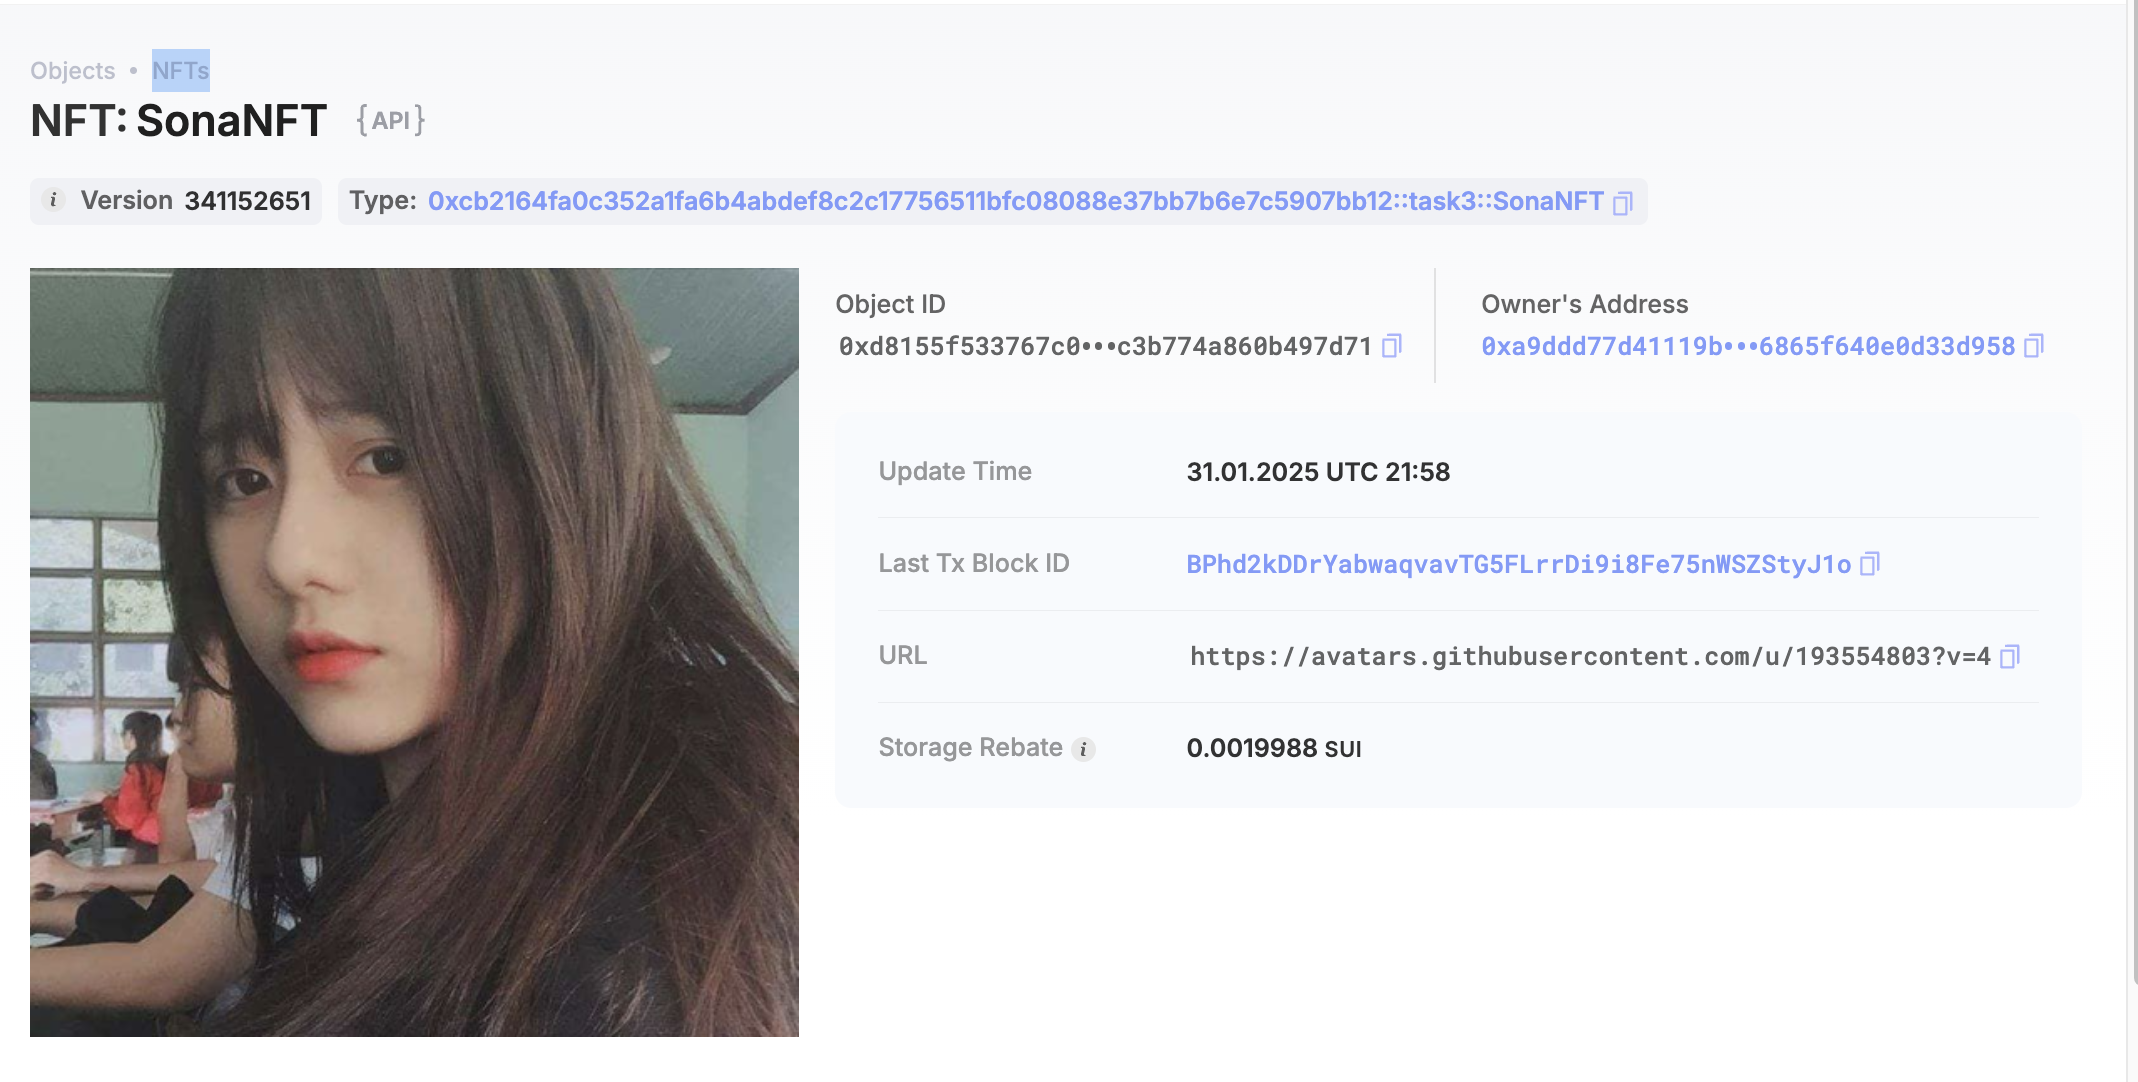 Objects • NFTs
NFT: SonaNFT {API}
i Version 341152651 Type: 0xcb2164fa0c352a1fa6b4abdef8c2c17756511bfc08088e37bb7b6e7c5907bb12::task3::SonaNFT
Object ID
0xd8155f533767c0•••c3b774a860b497d71
Owner's Address
0xa9ddd77d41119b•••6865f640e0d33d958
Update Time 31.01.2025 UTC 21:58
Last Tx Block ID BPhd2kDDrYabwaqvavTG5FLrrDi9i8Fe75nWSZStyJ1o
URL https://avatars.githubusercontent.com/u/193554803?v=4
Storage Rebate i 0.0019988 SUI